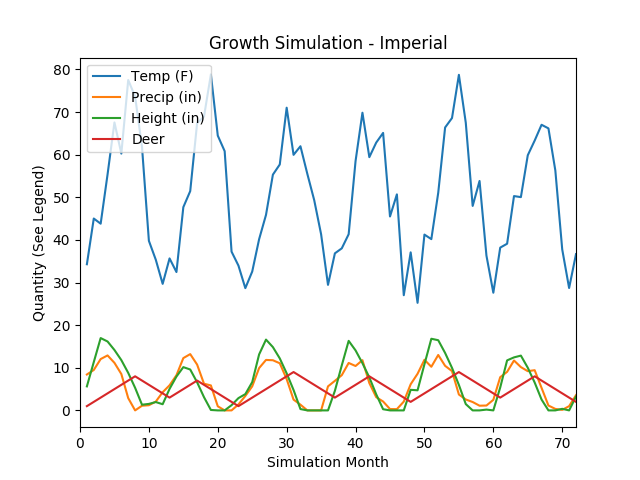 Growth Simulation - Imperial
Temp (F)
Precip (in)
Height (in)
Deer
Quantity (See Legend)
80
70
60
50
40
30
20
10
0
0 10 20 30 40 50 60 70
Simulation Month